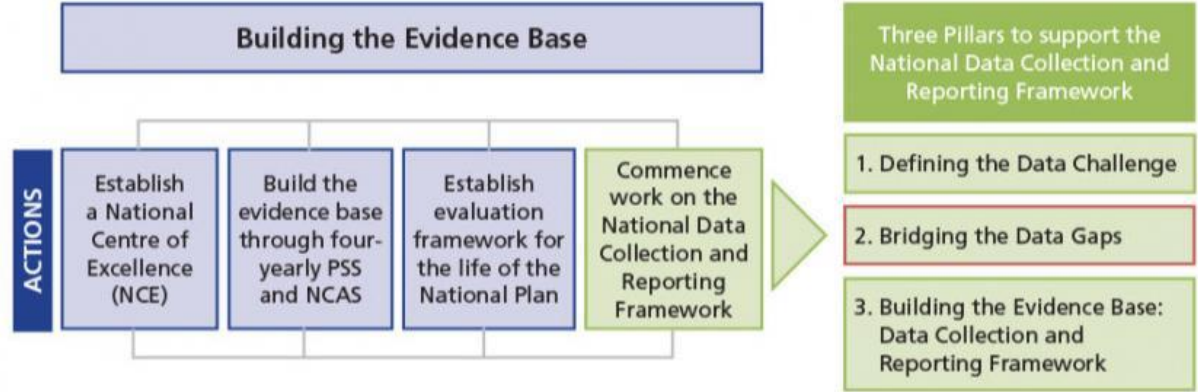 Building the Evidence Base
ACTIONS
Establish
a National
Centre of
Excellence
(NCE)
Build the
evidence base
through four-
yearly PSS
and NCAS
Establish
evaluation
framework for
the life of the
National Plan
Commence
work on the
National Data
Collection and
Reporting
Framework
Three Pillars to support the
National Data Collection and
Reporting Framework
1. Defining the Data Challenge
2. Bridging the Data Gaps
3. Building the Evidence Base:
Data Collection and
Reporting Framework